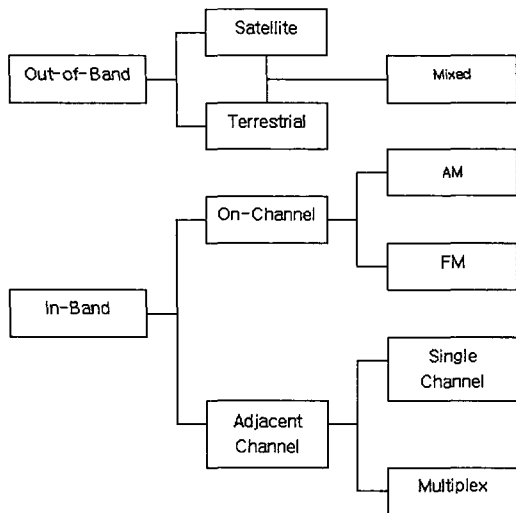 Satellite
Out-of-Band
Mixed
Terrestrial
AM
On-Channel
FM
In-Band
Single
Channel
Adjacent
Channel
Multiplex